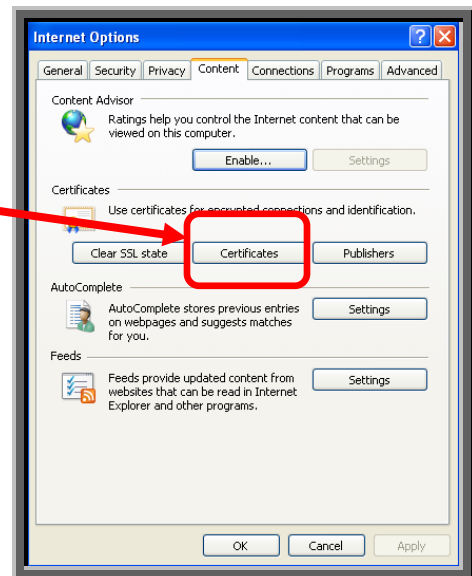 Internet Options
General Security Privacy Content Connections Programs Advanced
Content Advisor
Ratings help you control the Internet content that can be
viewed on this computer.
Enable... Settings
Certificates
Use certificates for encrypted connections and identification.
Clear SSL state Certificates Publishers
AutoComplete
AutoComplete stores previous entries
on webpages and suggests matches
for you.
Settings
Feeds
Feeds provide updated content from
websites that can be read in Internet
Explorer and other programs.
Settings
OK Cancel Apply